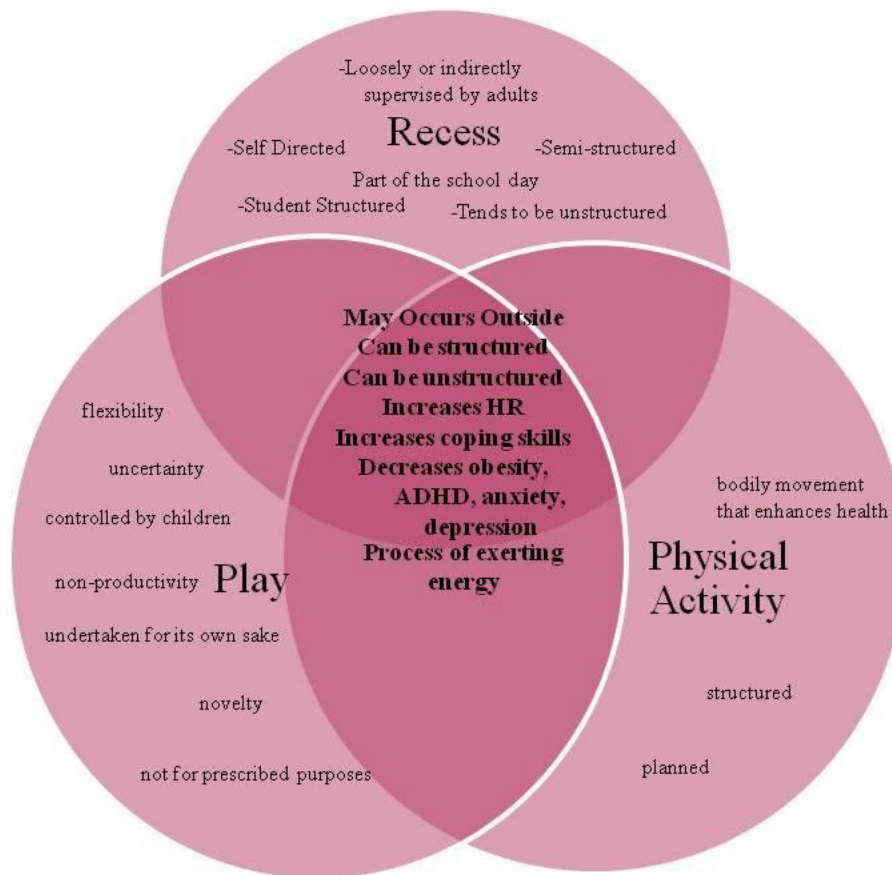 -Loosely or indirectly
supervised by adults
Recess
-Self Directed
-Semi-structured
Part of the school day
-Student Structured
-Tends to be unstructured
May Occurs Outside
Can be structured
Can be unstructured
Increases HR
Increases coping skills
Decreases obesity,
ADHD, anxiety,
depression
Process of exerting
energy
flexibility
uncertainty
controlled by children
non-productivity
Play
undertaken for its own sake
novelty
not for prescribed purposes
bodily movement
that enhances health
Physical
Activity
structured
planned